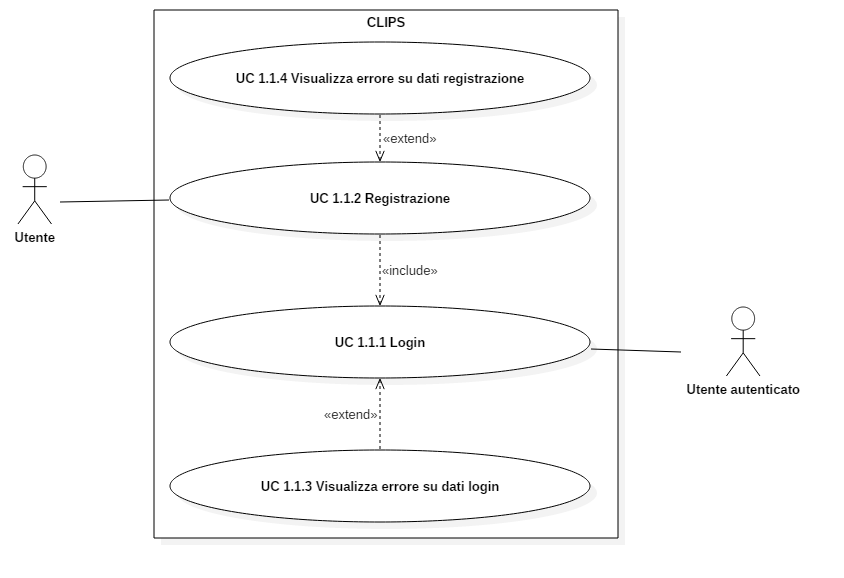 CLIPS
UC 1.1.4 Visualizza errore su dati registrazione
«extend»
UC 1.1.2 Registrazione
Utente
«include»
UC 1.1.1 Login
Utente autenticato
«extend»
UC 1.1.3 Visualizza errore su dati login